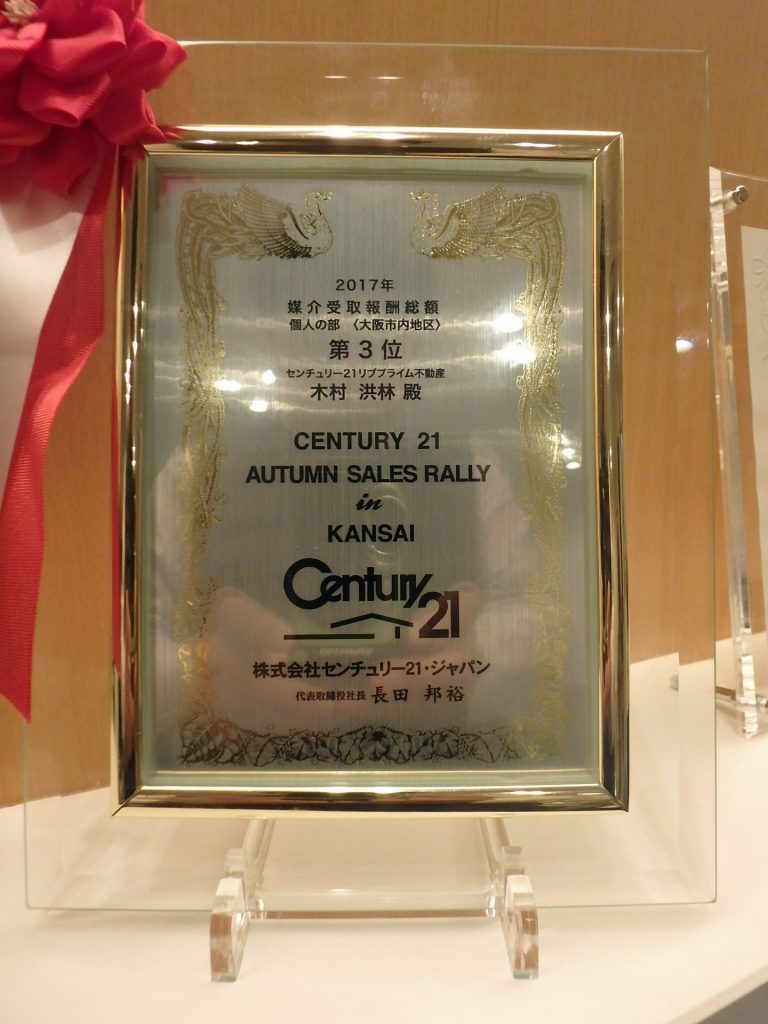 2017年
媒介受取報酬総額
個人の部 〈大阪市内地区〉
第3位
センチュリー21リブプライム不動産
木村 洪林 殿
CENTURY 21
AUTUMN SALES RALLY
in
KANSAI
Century 21
株式会社センチュリー21・ジャパン
代表取締役社長 長田 邦裕